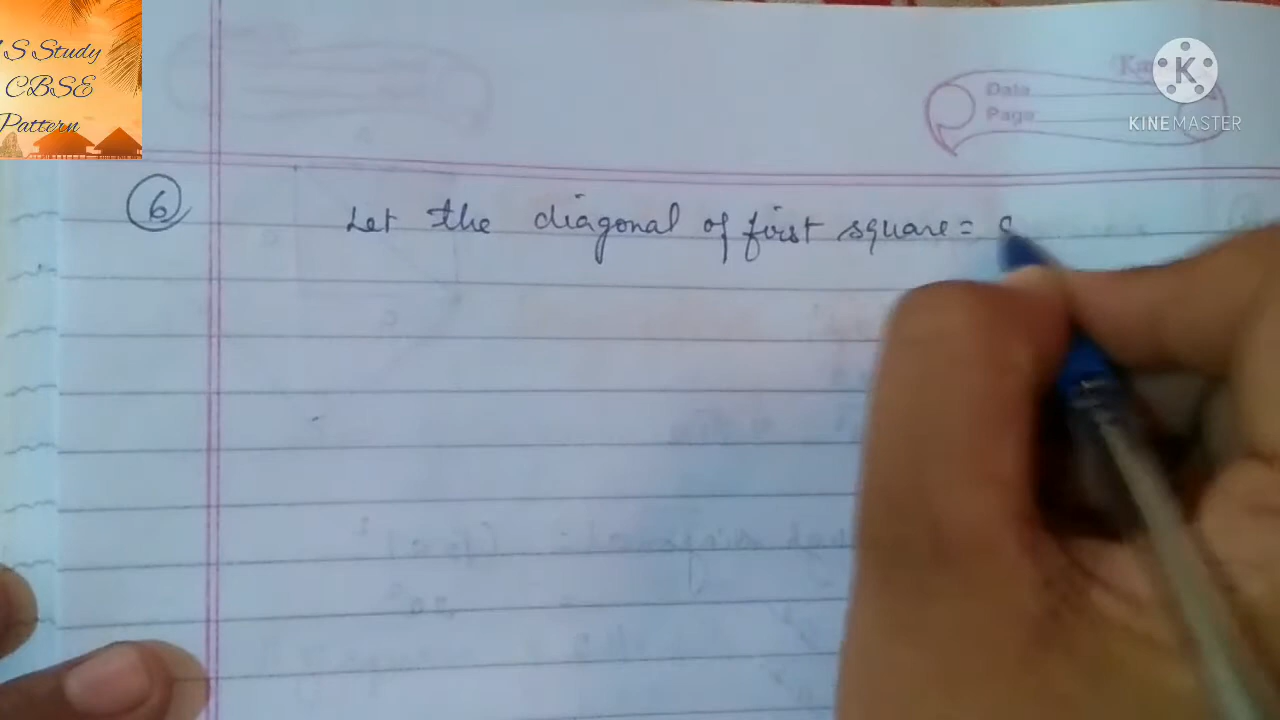 S Study
CBSE
Pattern
Date
Page
KINEMASTER
6 Let the diagonal of first square =